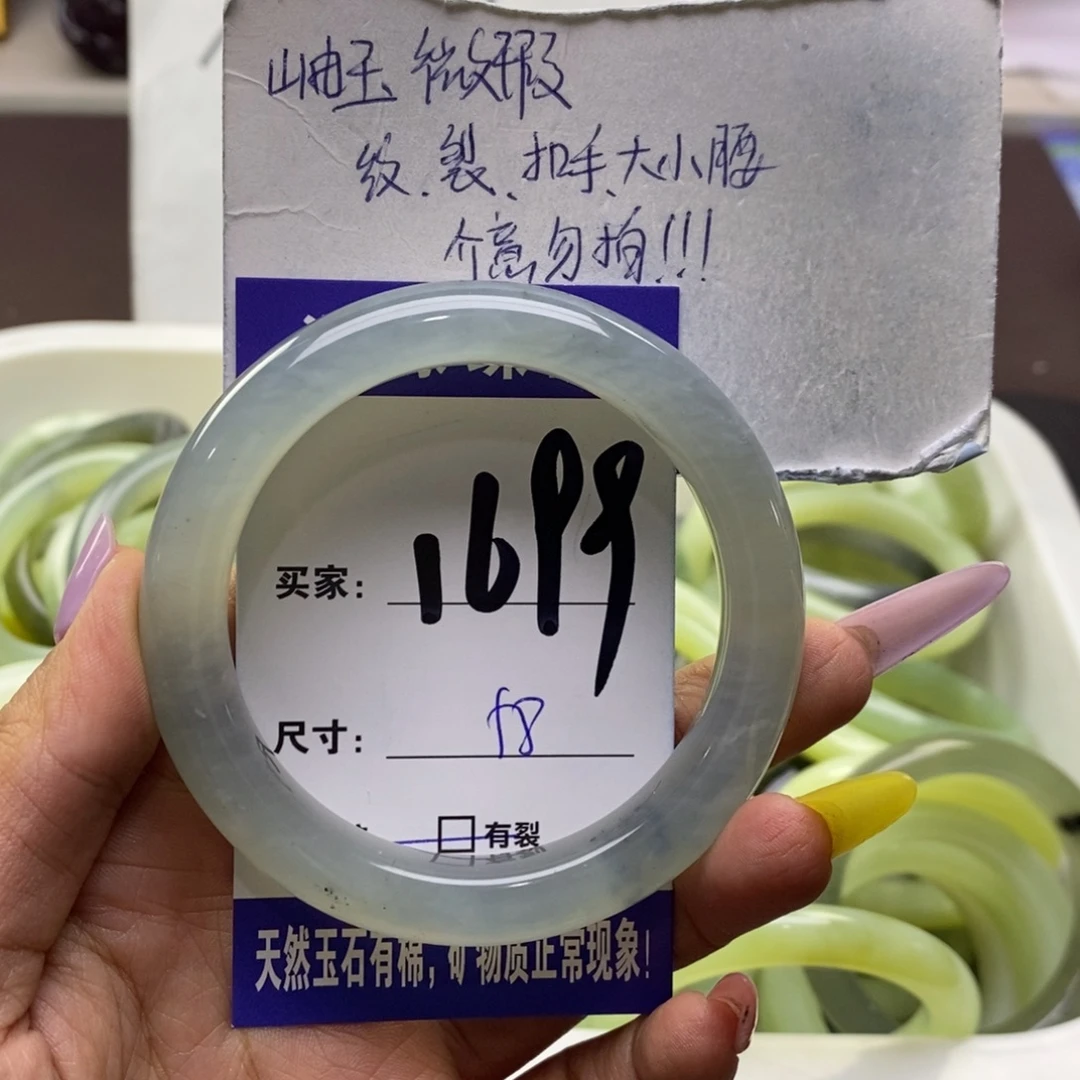 岫玉 微瑕
纹、裂、扣手、大小腰
介意勿拍!!!
买家: 1699
尺寸: 58
有裂
天然玉石有棉,矿物质正常现象!